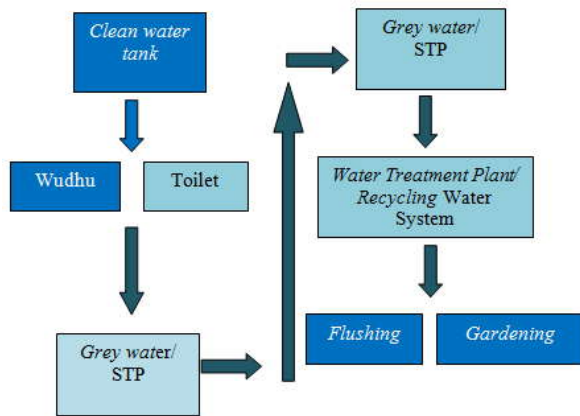 Clean water
tank
Wudhu
Toilet
Grey water/
STP
Grey water/
STP
Water Treatment Plant/
Recycling Water
System
Flushing
Gardening